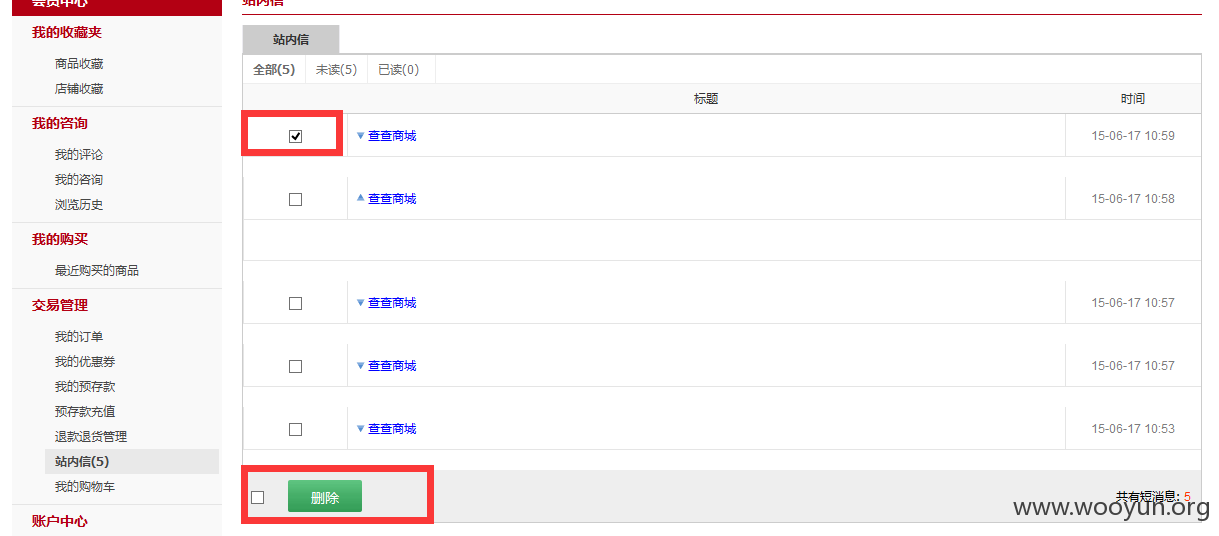 会员中心
我的收藏夹
商品收藏
店铺收藏
我的咨询
我的评论
我的咨询
浏览历史
我的购买
最近购买的商品
交易管理
我的订单
我的优惠券
我的预存款
预存款充值
退款退货管理
站内信(5)
我的购物车
账户中心
站内信
站内信
全部(5) 未读(5) 已读(0)
标题 时间
查查商城 15-06-17 10:59
查查商城 15-06-17 10:58
查查商城 15-06-17 10:57
查查商城 15-06-17 10:57
查查商城 15-06-17 10:53
删除 共有短消息: 5
www.wooyun.org